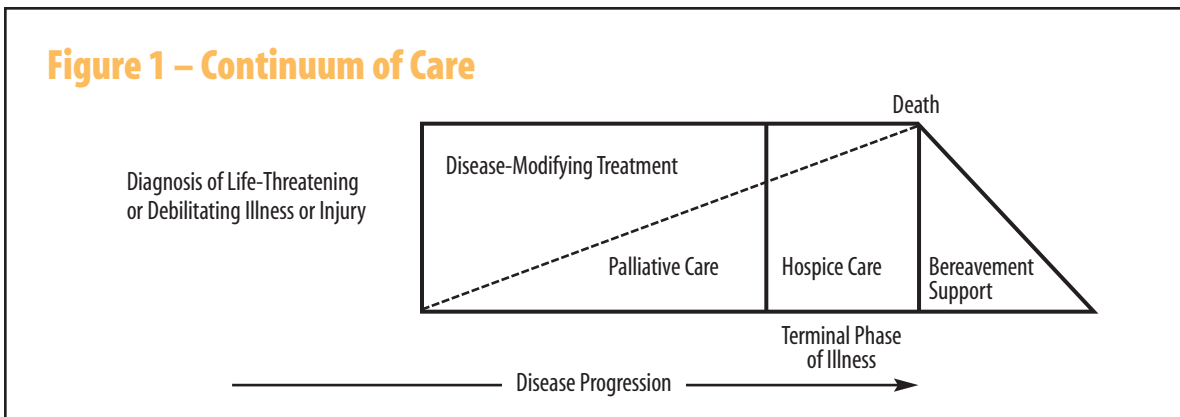 Figure 1 – Continuum of Care
Death
Diagnosis of Life-Threatening
or Debilitating Illness or Injury
Disease-Modifying Treatment
Palliative Care
Hospice Care
Bereavement
Support
Terminal Phase
of Illness
Disease Progression